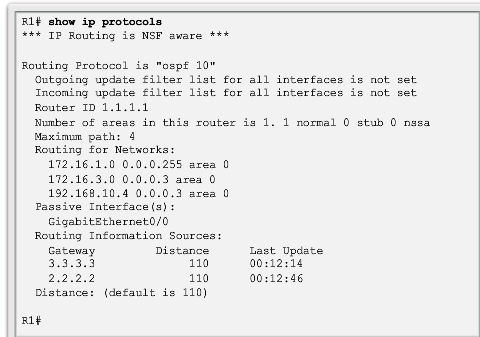 R1# show ip protocols
*** IP Routing is NSF aware ***
Routing Protocol is "ospf 10"
Outgoing update filter list for all interfaces is not set
Incoming update filter list for all interfaces is not set
Router ID 1.1.1.1
Number of areas in this router is 1. 1 normal 0 stub 0 nssa
Maximum path: 4
Routing for Networks:
172.16.1.0 0.0.0.255 area 0
172.16.3.0 0.0.0.3 area 0
192.168.10.4 0.0.0.3 area 0
Passive Interface(s):
GigabitEthernet0/0
Routing Information Sources:
Gateway Distance Last Update
3.3.3.3 110 00:12:14
2.2.2.2 110 00:12:46
Distance: (default is 110)
R1#